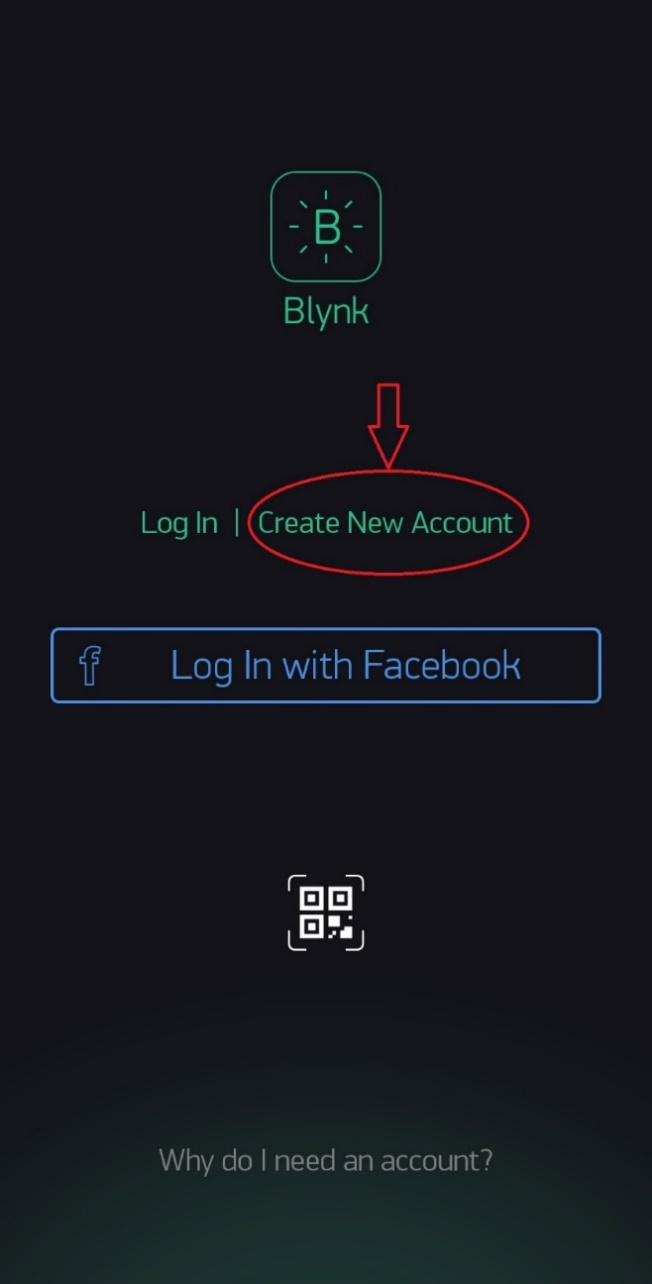 B
Blynk
Log In | Create New Account
f Log In with Facebook
Why do I need an account?